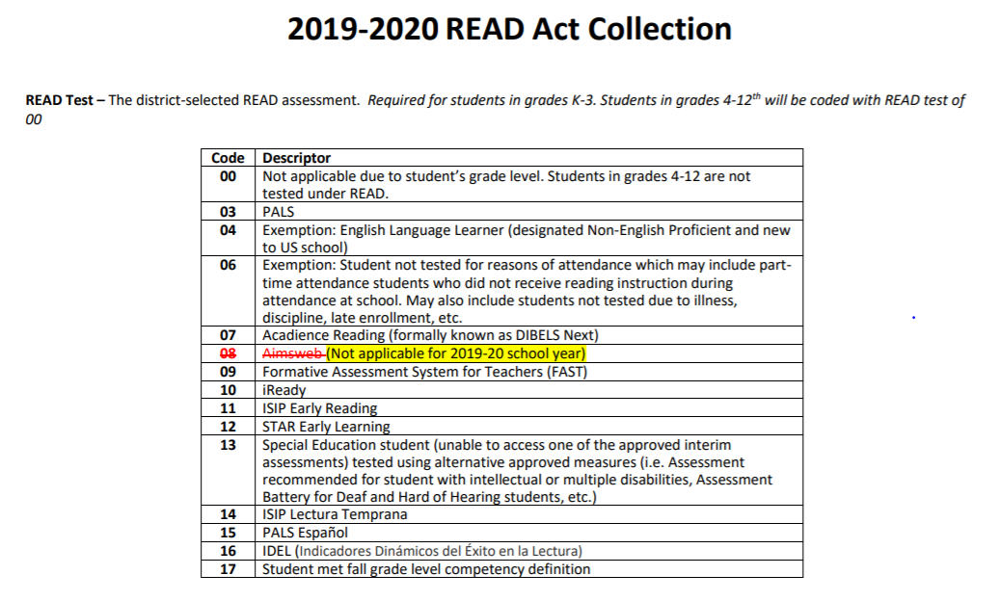 2019-2020 READ Act Collection
READ Test – The district-selected READ assessment. Required for students in grades K-3. Students in grades 4-12th will be coded with READ test of
00
Code Descriptor
00 Not applicable due to student’s grade level. Students in grades 4-12 are not
tested under READ.
03 PALS
04 Exemption: English Language Learner (designated Non-English Proficient and new
to US school)
06 Exemption: Student not tested for reasons of attendance which may include part-
time attendance students who did not receive reading instruction during
attendance at school. May also include students not tested due to illness,
discipline, late enrollment, etc.
07 Acadience Reading (formally known as DIBELS Next)
08 Aimsweb (Not applicable for 2019-20 school year)
09 Formative Assessment System for Teachers (FAST)
10 iReady
11 ISIP Early Reading
12 STAR Early Learning
13 Special Education student (unable to access one of the approved interim
assessments) tested using alternative approved measures (i.e. Assessment
recommended for student with intellectual or multiple disabilities, Assessment
Battery for Deaf and Hard of Hearing students, etc.)
14 ISIP Lectura Temprana
15 PALS Español
16 IDEL (Indicadores Dinámicos del Éxito en la Lectura)
17 Student met fall grade level competency definition